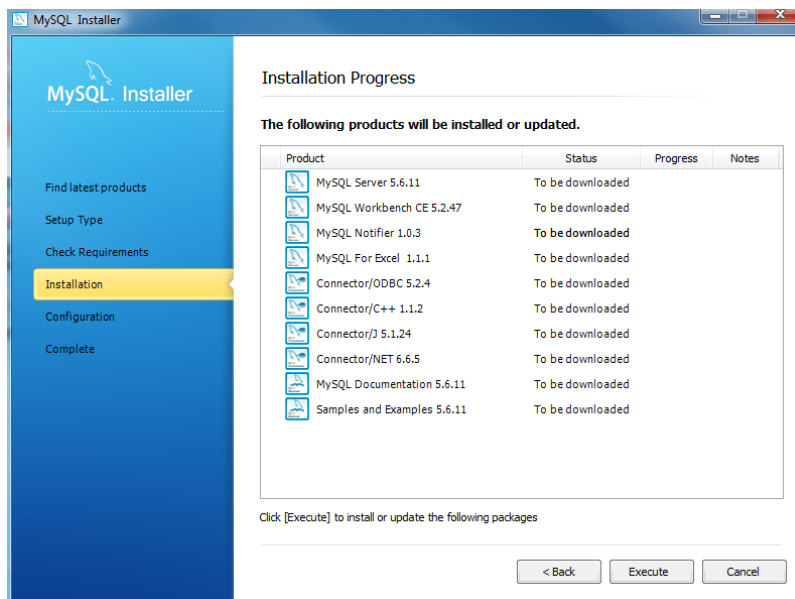 MySQL Installer
MySQL. Installer
Find latest products
Setup Type
Check Requirements
Installation
Configuration
Complete
Installation Progress
The following products will be installed or updated.
Product Status Progress Notes
MySQL Server 5.6.11 To be downloaded
MySQL Workbench CE 5.2.47 To be downloaded
MySQL Notifier 1.0.3 To be downloaded
MySQL For Excel 1.1.1 To be downloaded
Connector/ODBC 5.2.4 To be downloaded
Connector/C++ 1.1.2 To be downloaded
Connector/J 5.1.24 To be downloaded
Connector/NET 6.6.5 To be downloaded
MySQL Documentation 5.6.11 To be downloaded
Samples and Examples 5.6.11 To be downloaded
Click [Execute] to install or update the following packages
< Back Execute Cancel